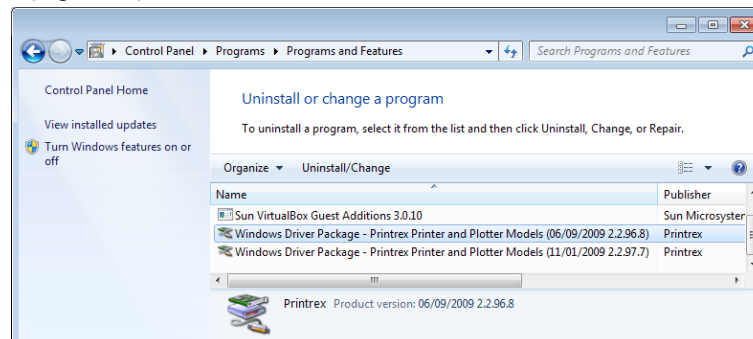 Control Panel Programs Programs and Features Search Programs and Features
Control Panel Home
View installed updates
Turn Windows features on or
off
Uninstall or change a program
To uninstall a program, select it from the list and then click Uninstall, Change, or Repair.
Organize Uninstall/Change
Name Publisher
Sun VirtualBox Guest Additions 3.0.10 Sun Microsyster
Windows Driver Package - Printrex Printer and Plotter Models (06/09/2009 2.2.96.8) Printrex
Windows Driver Package - Printrex Printer and Plotter Models (11/01/2009 2.2.97.7) Printrex
Printrex Product version: 06/09/2009 2.2.96.8